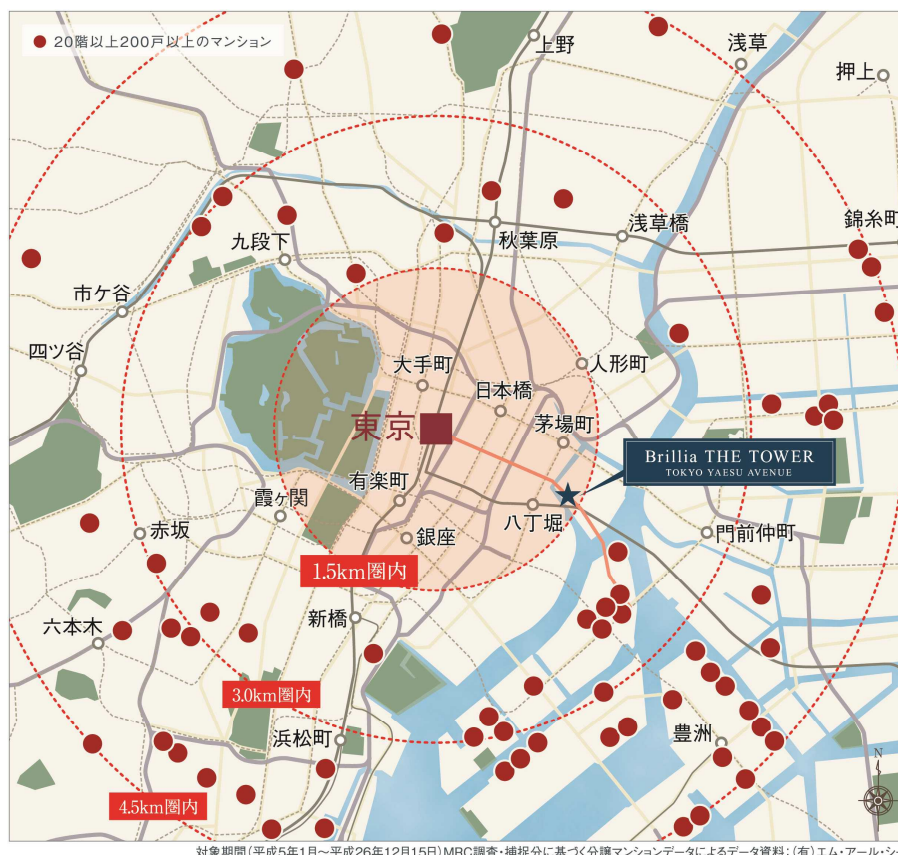 20階以上200戸以上のマンション
上野
浅草
押上
秋葉原
浅草橋
錦糸町
九段下
市ケ谷
四ツ谷
大手町
人形町
日本橋
東京
茅場町
Brillia THE TOWER
TOKYO YAESU AVENUE
有楽町
霞ヶ関
八丁堀
赤坂
銀座
門前仲町
1.5km圏内
新橋
六本木
3.0km圏内
浜松町
豊洲
N
4.5km圏内
対象期間(平成5年1月〜平成26年12月15日)MRC調査・捕捉分に基づく分譲マンションデータによるデータ資料:(有)エム・アール・シー